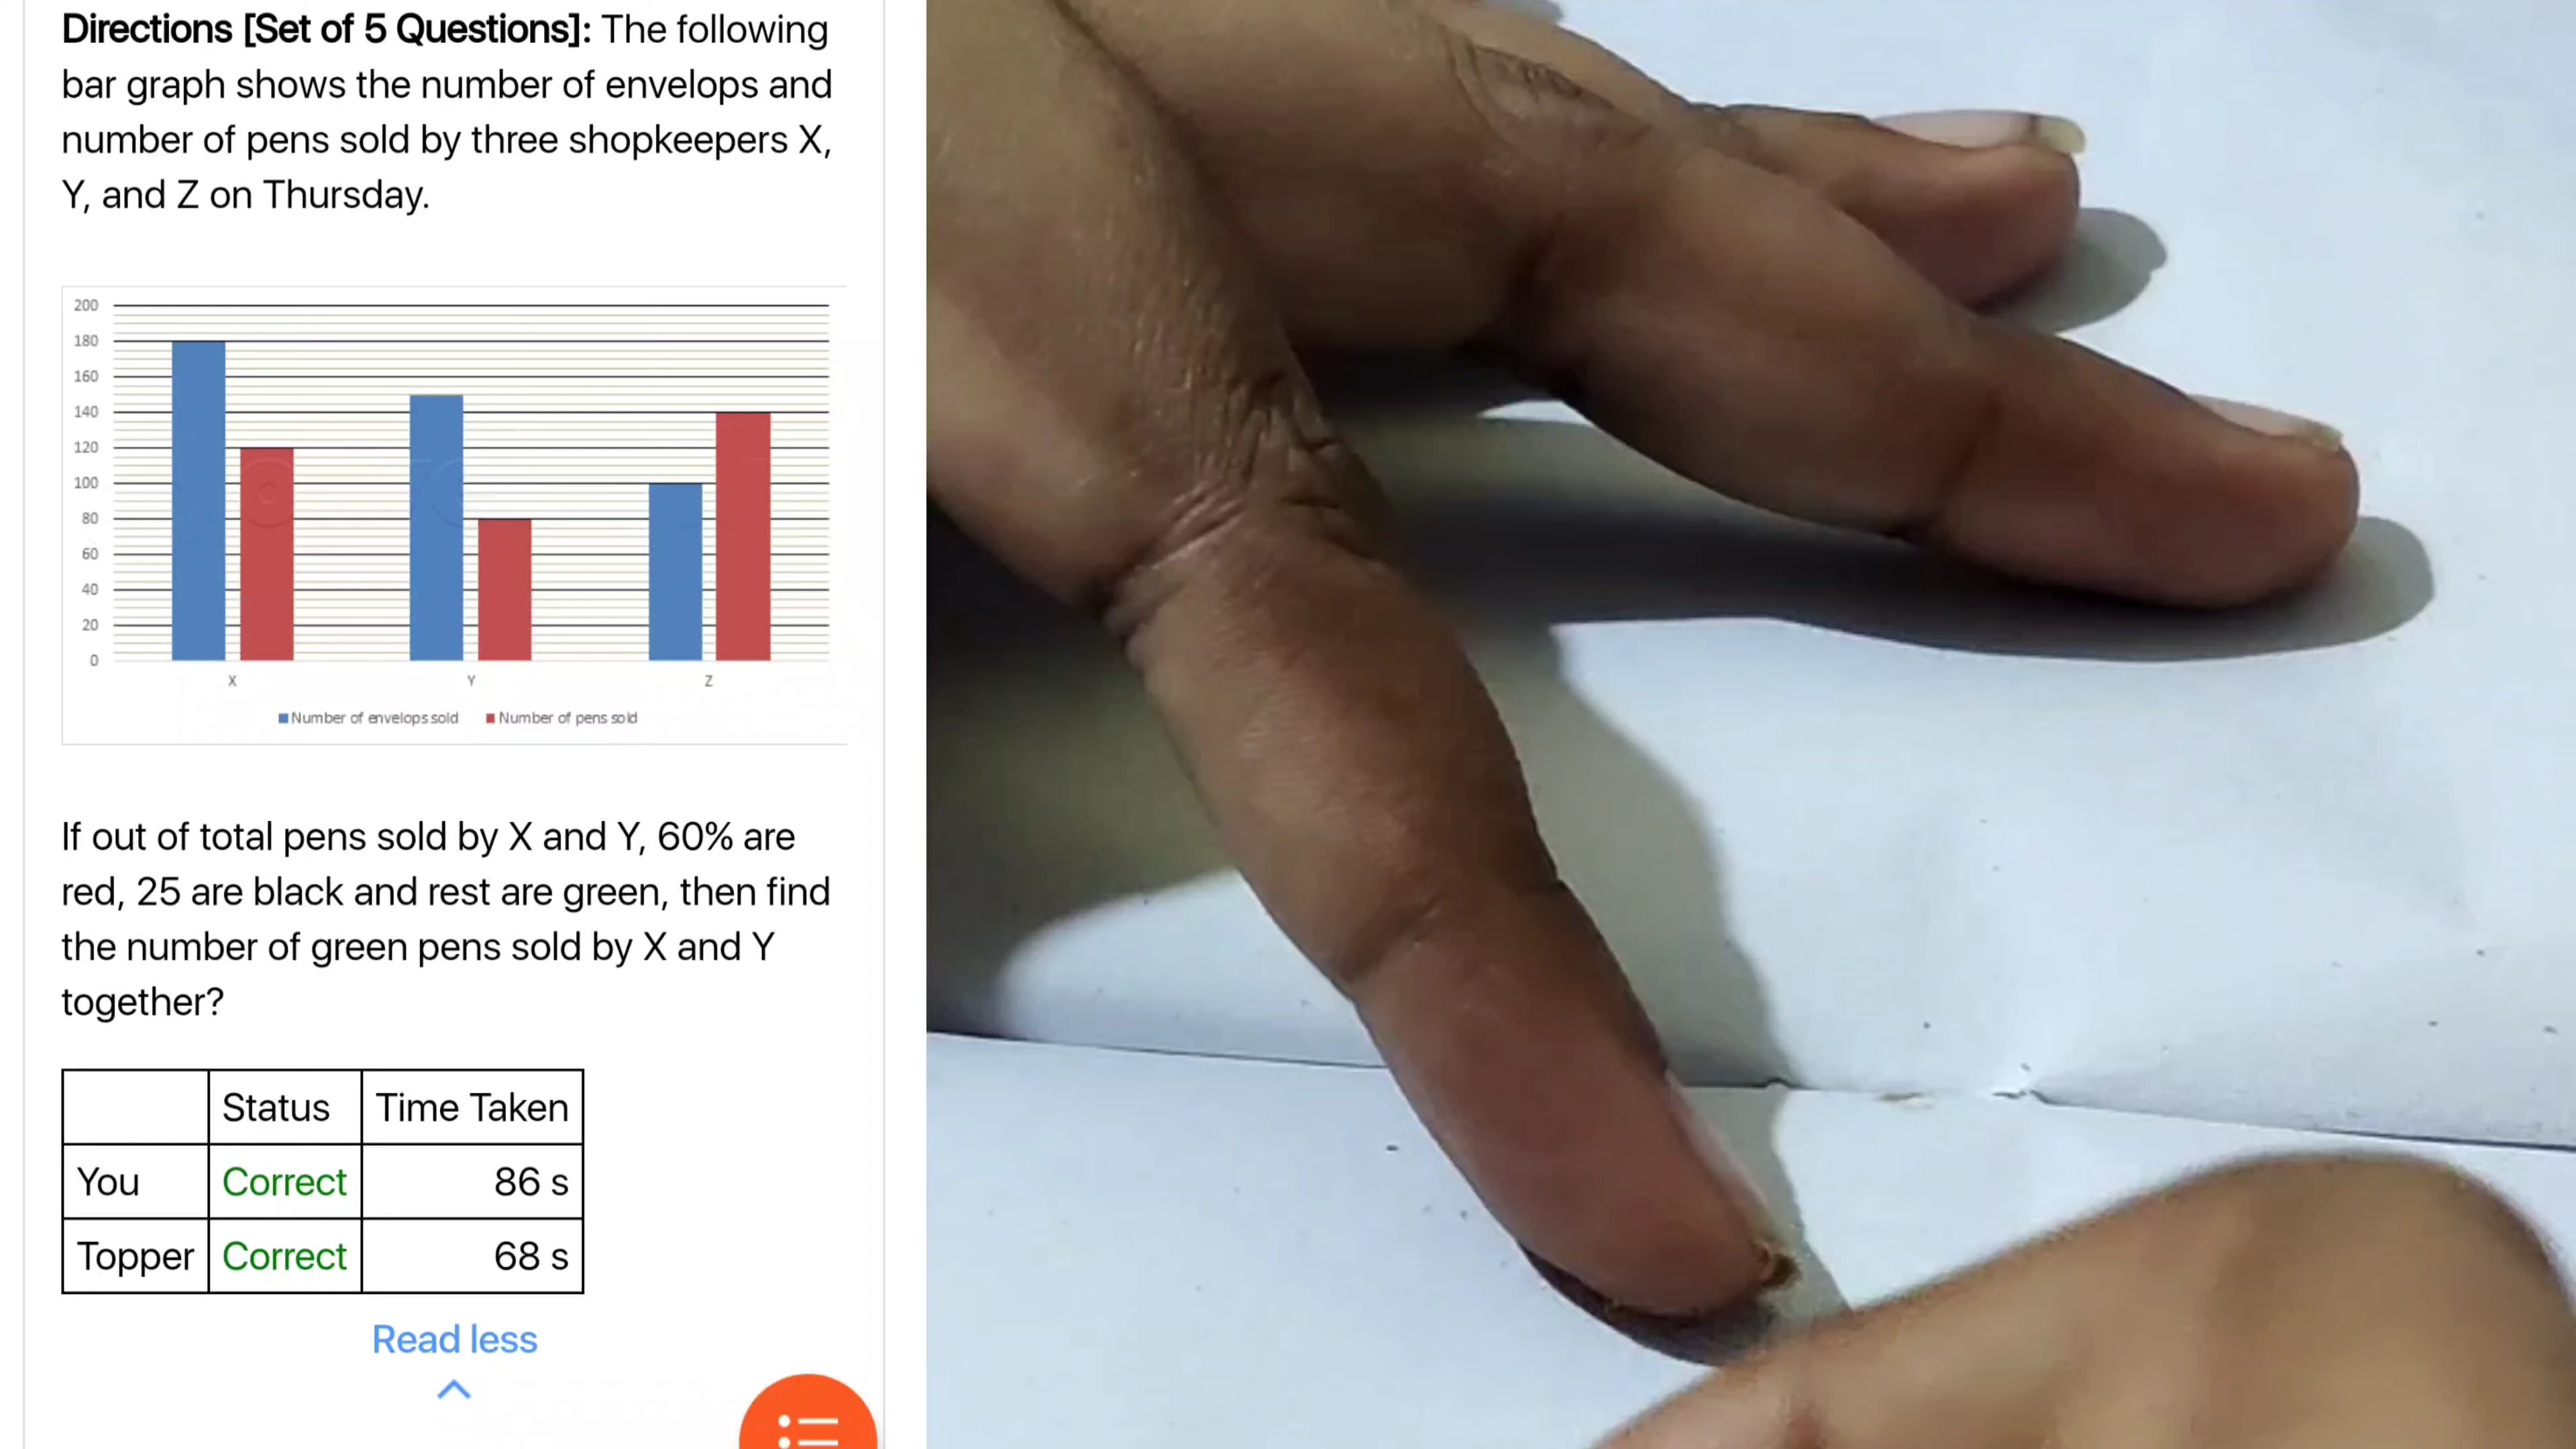 Directions [Set of 5 Questions]: The following
bar graph shows the number of envelops and
number of pens sold by three shopkeepers X,
Y, and Z on Thursday.
200
180
160
140
120
100
80
60
40
20
0
X Y Z
Number of envelops sold Number of pens sold
If out of total pens sold by X and Y, 60% are
red, 25 are black and rest are green, then find
the number of green pens sold by X and Y
together?
Status Time Taken
You Correct 86 s
Topper Correct 68 s
Read less